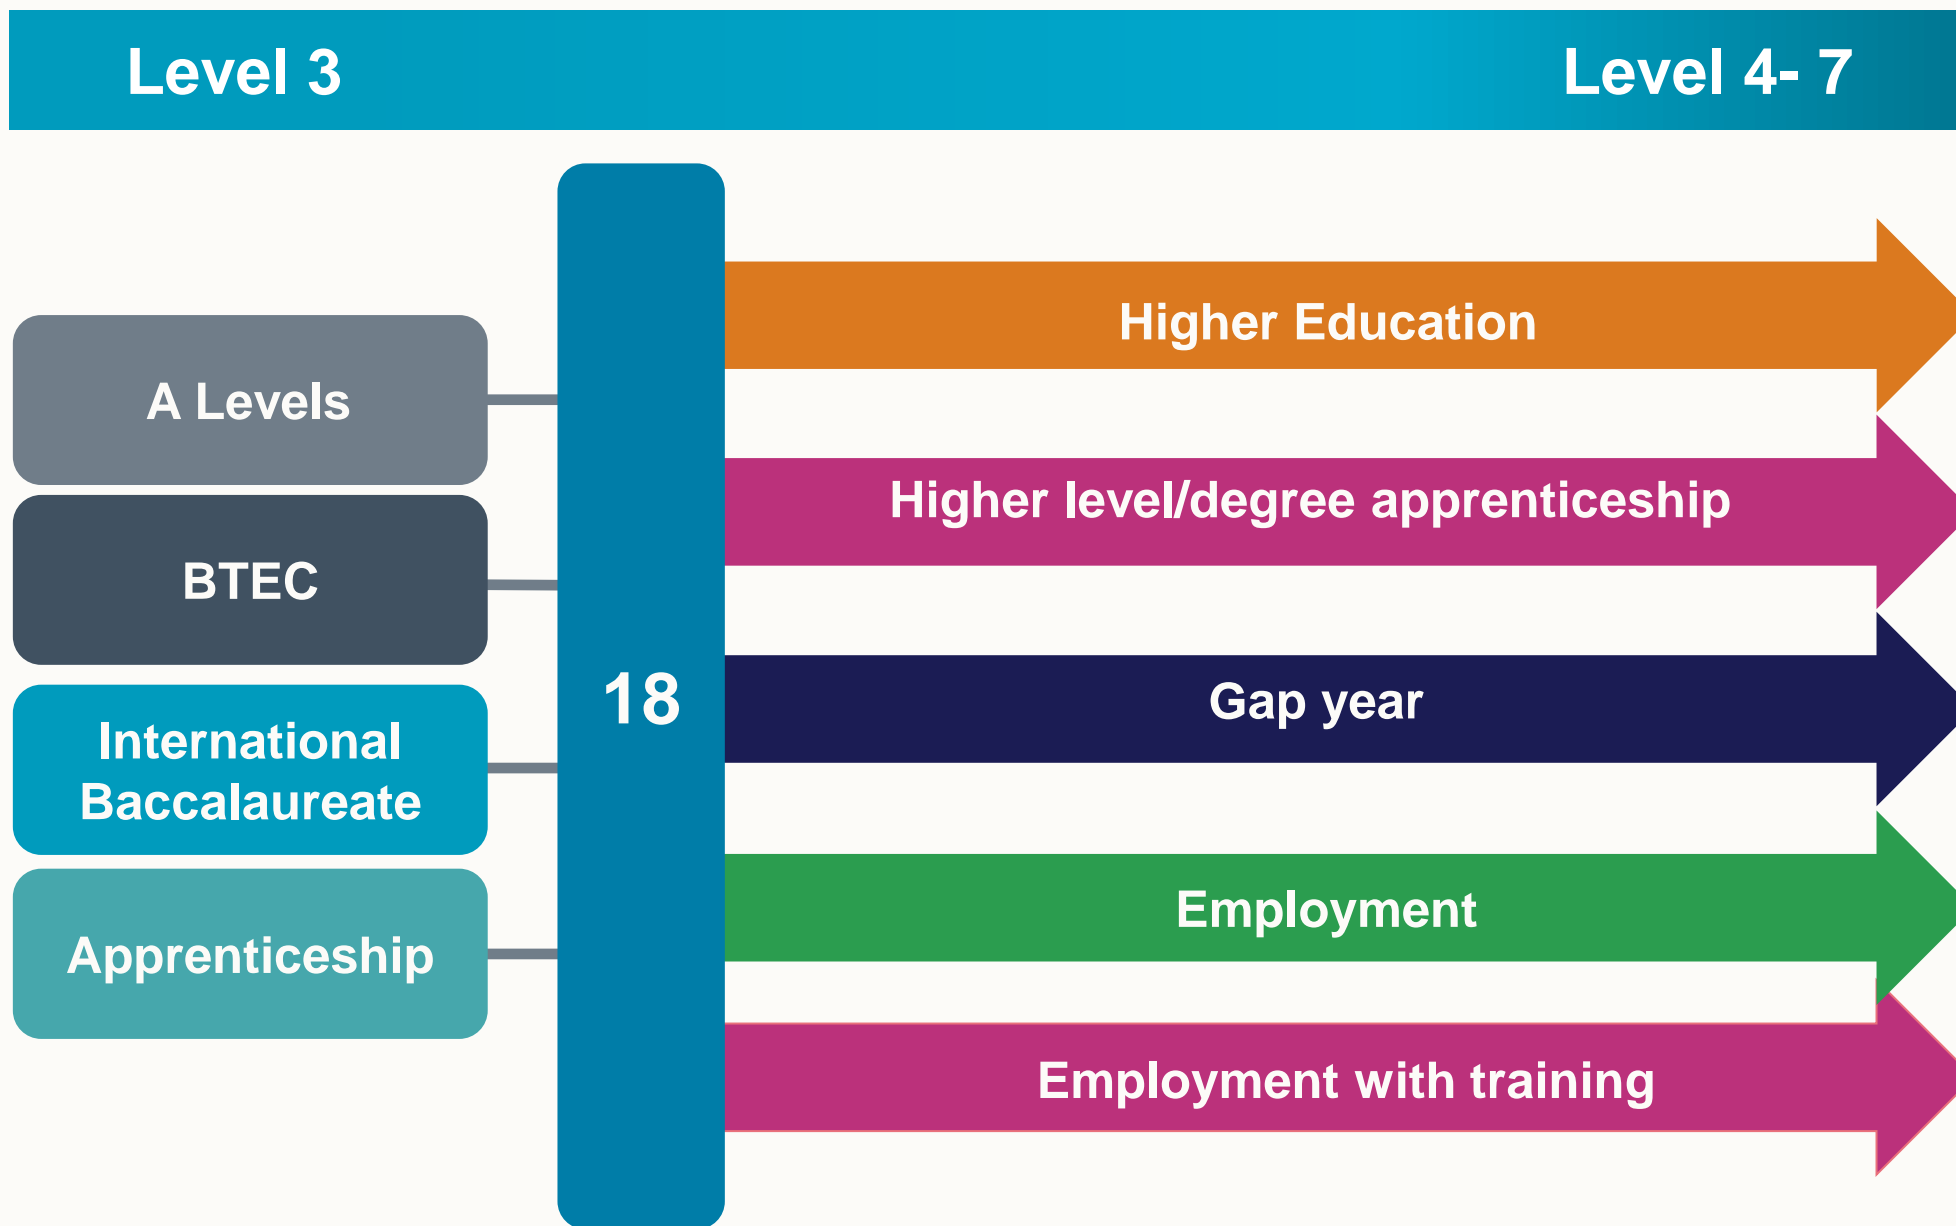 Level 3
Level 4- 7
A Levels
BTEC
International
Baccalaureate
Apprenticeship
18
Higher Education
Higher level/degree apprenticeship
Gap year
Employment
Employment with training